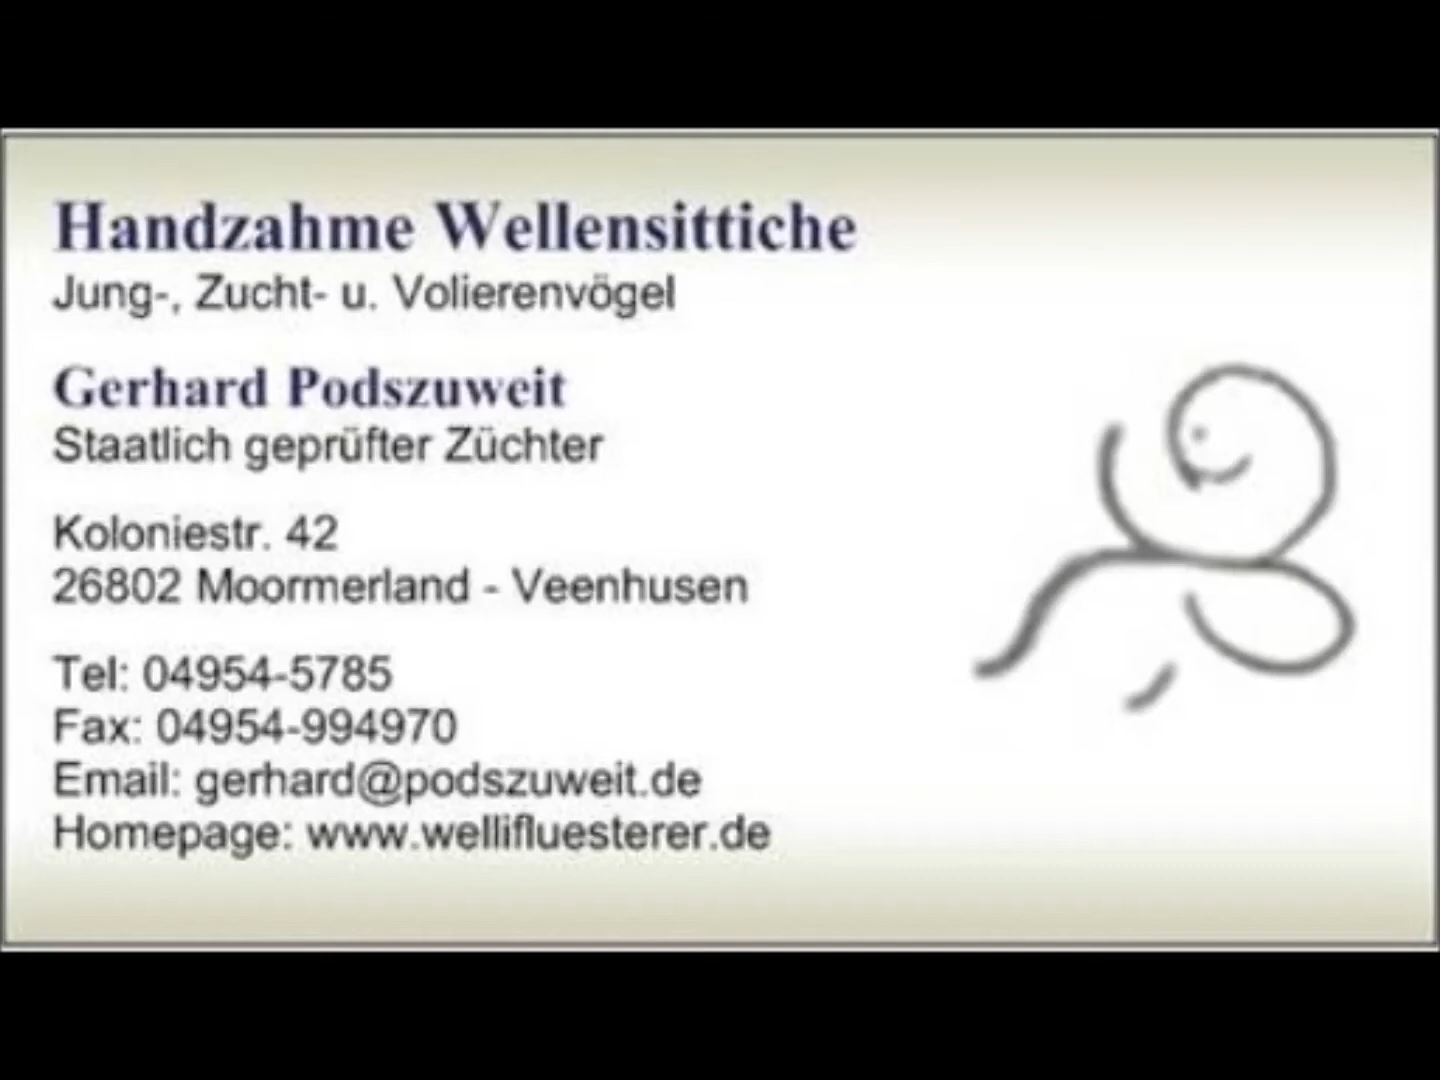 Handzahme Wellensittiche
Jung-, Zucht- u. Volierenvögel
Gerhard Podszuweit
Staatlich geprüfter Züchter
Koloniestr. 42
26802 Moormerland - Veenhusen
Tel: 04954-5785
Fax: 04954-994970
Email: gerhard@podszuweit.de
Homepage: www.wellifluesterer.de